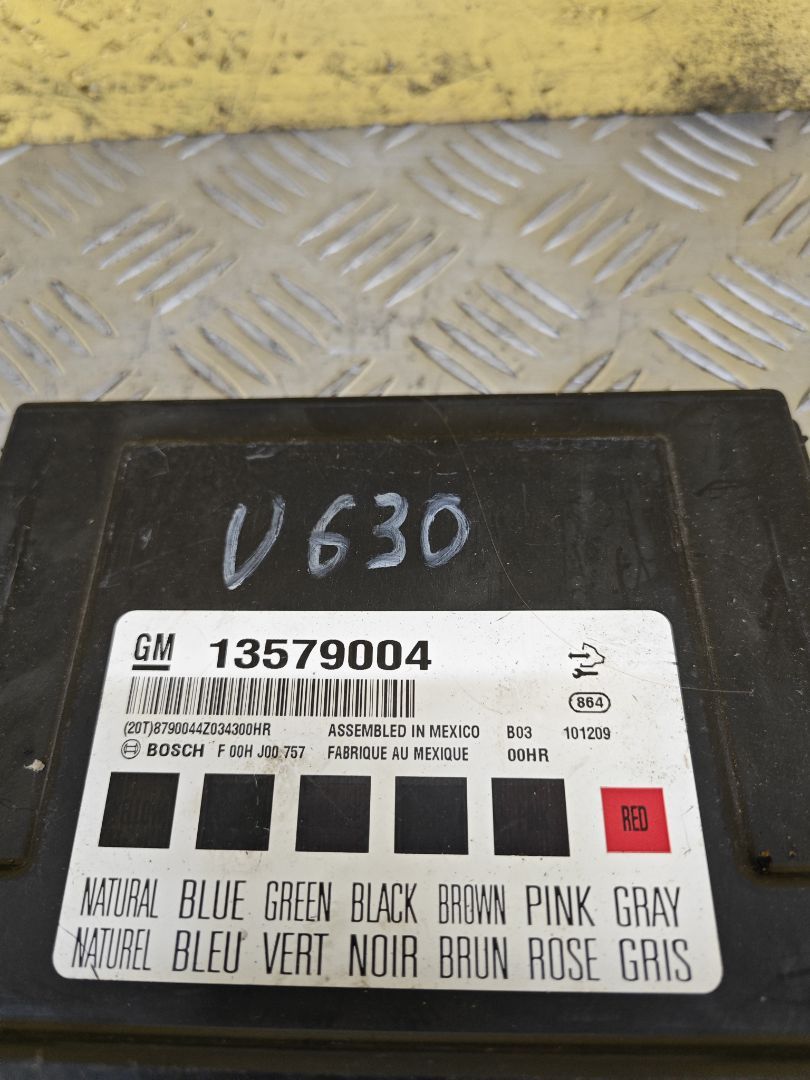 V630
GM 13579004
864
(20T)8790044Z034300HR ASSEMBLED IN MEXICO B03 101209
BOSCH F 00H J00 757 FABRIQUE AU MEXIQUE 00HR
RED
NATURAL BLUE GREEN BLACK BROWN PINK GRAY
NATUREL BLEU VERT NOIR BRUN ROSE GRIS